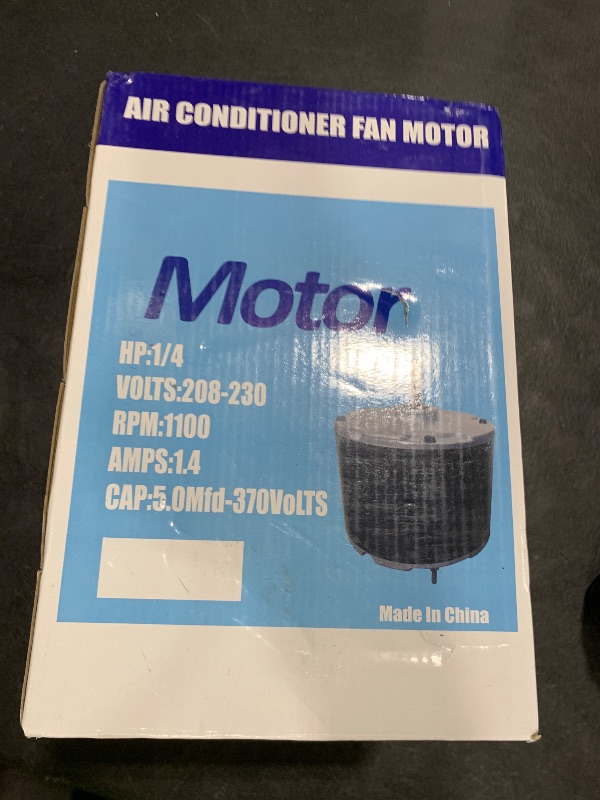 AIR CONDITIONER FAN MOTOR
Motor
HP:1/4
VOLTS:208-230
RPM:1100
AMPS:1.4
CAP:5.0Mfd-370VoLTS
Made In China